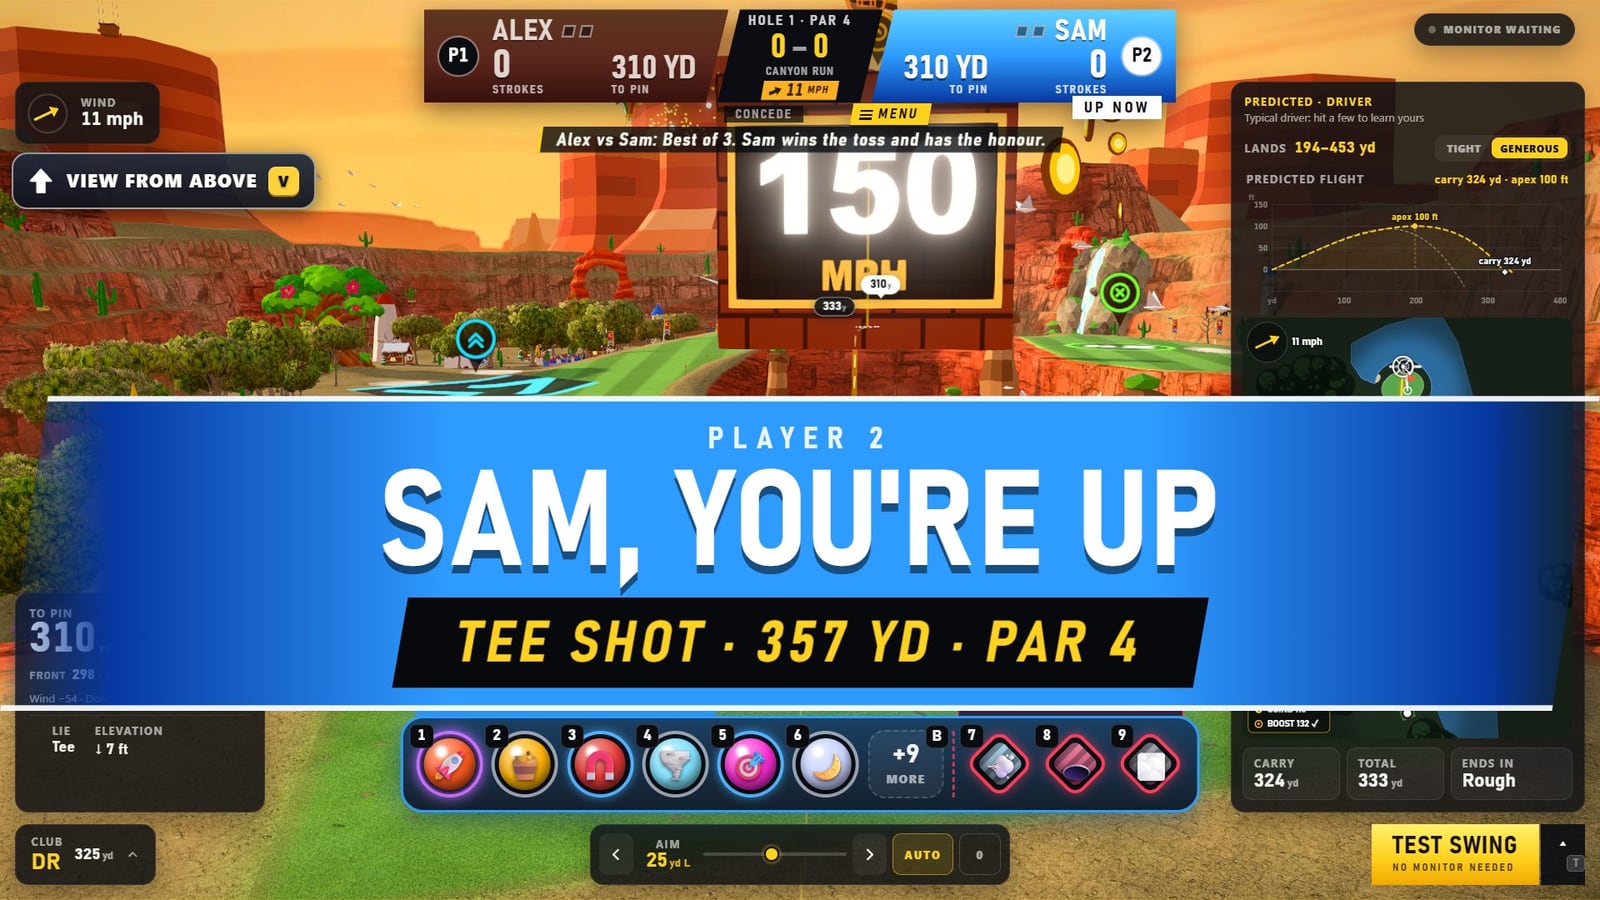 P1
ALEX
0
STROKES
310 YD
TO PIN
HOLE 1 · PAR 4
0 – 0
CANYON RUN
11 MPH
310 YD
TO PIN
SAM
0
STROKES
P2
UP NOW
MONITOR WAITING
WIND
11 mph
CONCEDE
MENU
Alex vs Sam: Best of 3. Sam wins the toss and has the honour.
VIEW FROM ABOVE V
150
MPH
310y
333y
PREDICTED · DRIVER
Typical driver: hit a few to learn yours
LANDS 194–453 yd
TIGHT
GENEROUS
PREDICTED FLIGHT
carry 324 yd · apex 100 ft
ft
150
100
50
0
apex 100 ft
carry 324 yd
yd
100
200
300
400
11 mph
PLAYER 2
SAM, YOU'RE UP
TEE SHOT · 357 YD · PAR 4
TO PIN
310
FRONT 298
Wind −54
LIE
Tee
ELEVATION
↓ 7 ft
BOOST 132 ✓
1
2
3
4
5
6
+9
MORE
B
7
8
9
CARRY
324 yd
TOTAL
333 yd
ENDS IN
Rough
CLUB
DR
325 yd
AIM
25 yd L
AUTO
0
TEST SWING
NO MONITOR NEEDED
T